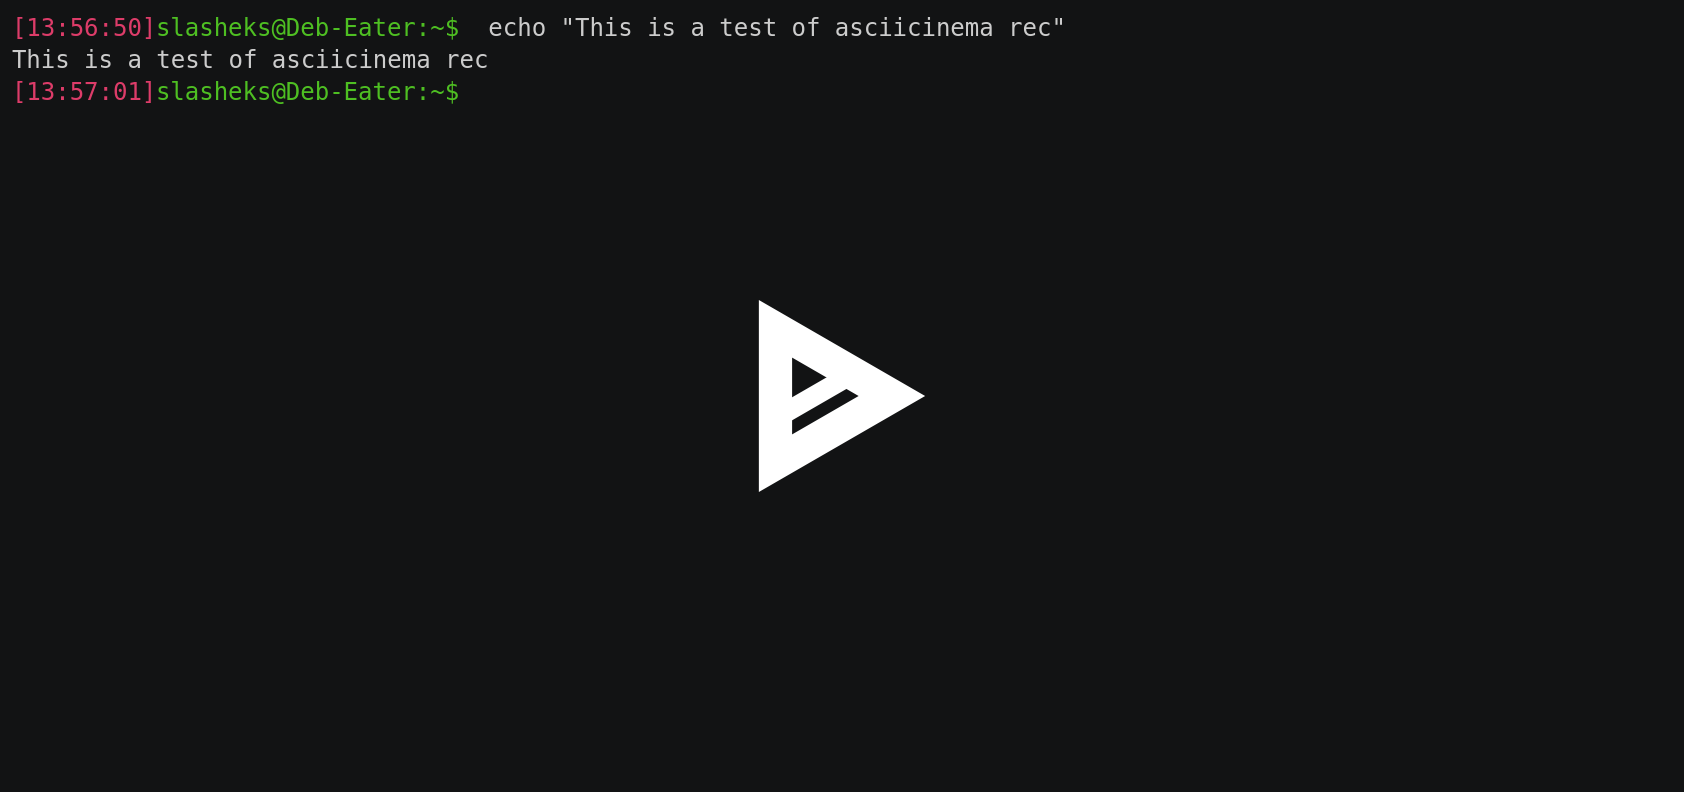 [13:56:50]slasheks@Deb-Eater:~$  echo "This is a test of asciicinema rec"
This is a test of asciicinema rec
[13:57:01]slasheks@Deb-Eater:~$